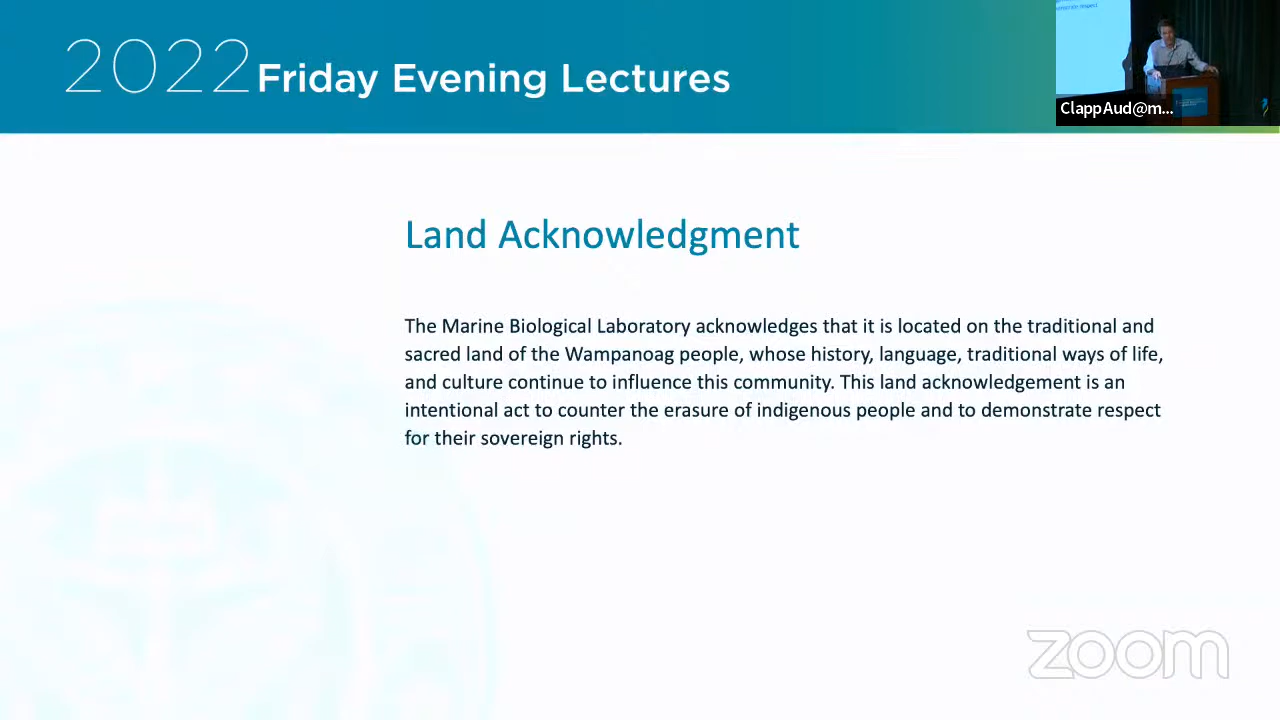 2022 Friday Evening Lectures
ClappAud@m...
Land Acknowledgment
The Marine Biological Laboratory acknowledges that it is located on the traditional and
sacred land of the Wampanoag people, whose history, language, traditional ways of life,
and culture continue to influence this community. This land acknowledgement is an
intentional act to counter the erasure of indigenous people and to demonstrate respect
for their sovereign rights.
zoom